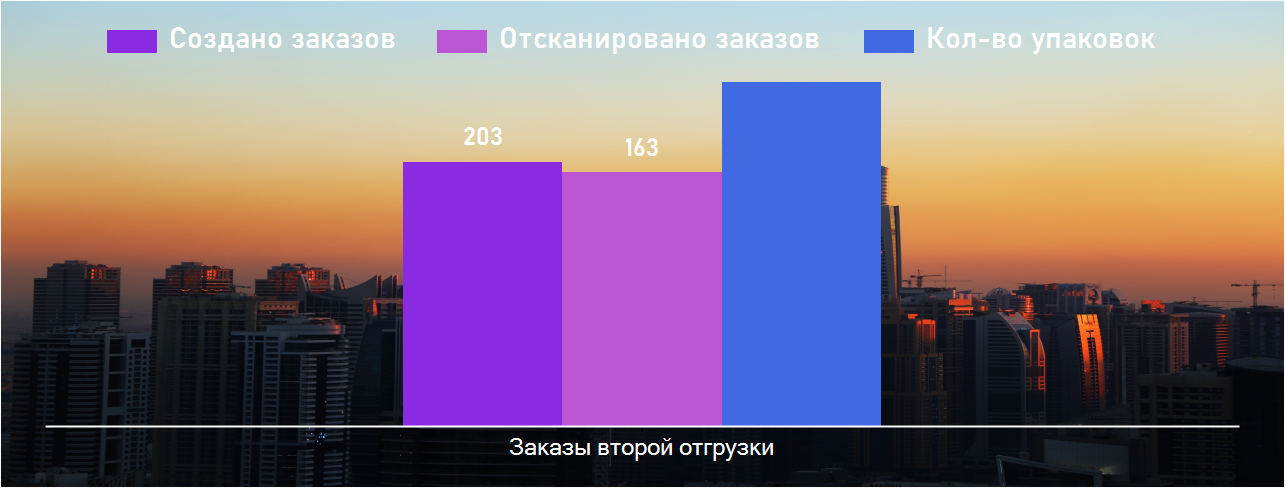 Создано заказов Отсканировано заказов Кол-во упаковок
203
163
Заказы второй отгрузки